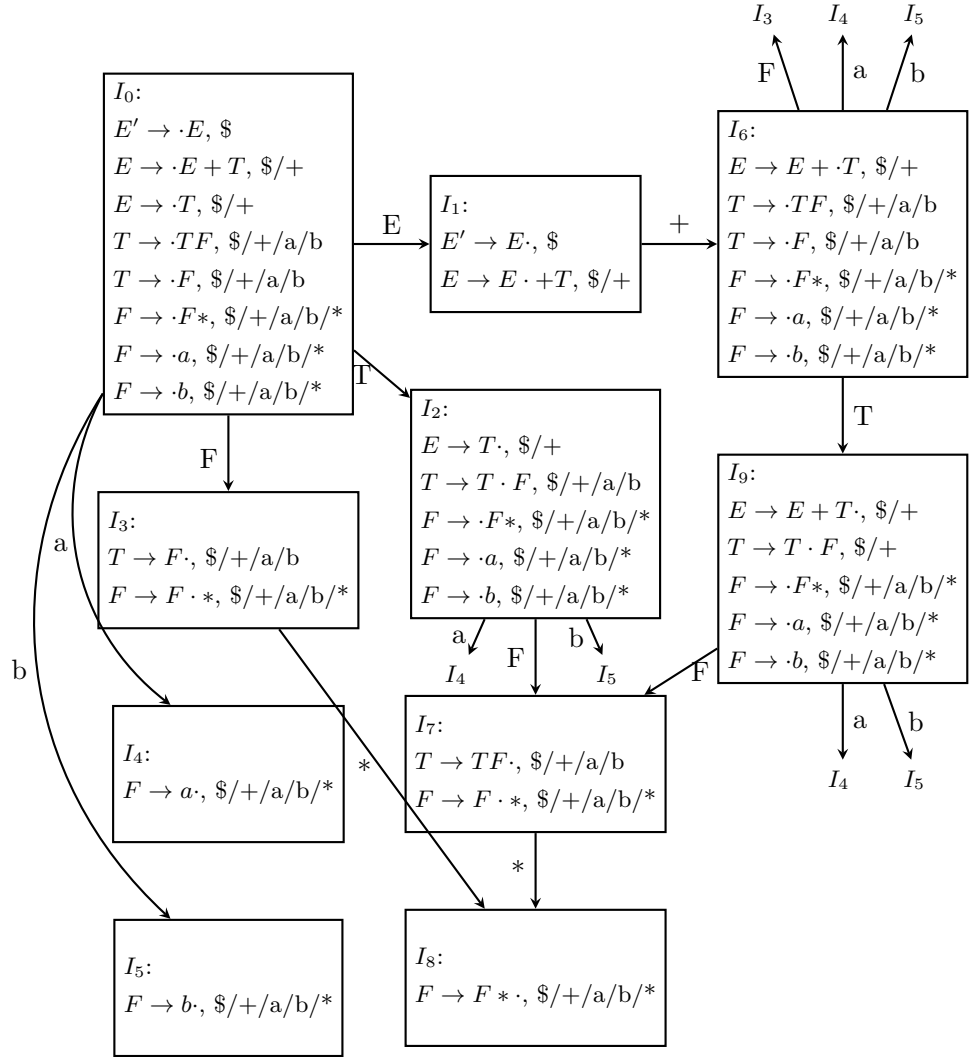 I₃
I₄
I₅
F
a
b
I₀:
E′ → ·E, $
E → ·E + T, $/+
E → ·T, $/+
T → ·TF, $/+/a/b
T → ·F, $/+/a/b
F → ·F∗, $/+/a/b/*
F → ·a, $/+/a/b/*
F → ·b, $/+/a/b/*
E
I₁:
E′ → E·, $
E → E · +T, $/+
+
I₆:
E → E + ·T, $/+
T → ·TF, $/+/a/b
T → ·F, $/+/a/b
F → ·F∗, $/+/a/b/*
F → ·a, $/+/a/b/*
F → ·b, $/+/a/b/*
T
T
F
I₂:
E → T·, $/+
T → T · F, $/+/a/b
F → ·F∗, $/+/a/b/*
F → ·a, $/+/a/b/*
F → ·b, $/+/a/b/*
a
F
b
I₄
I₅
I₉:
E → E + T·, $/+
T → T · F, $/+
F → ·F∗, $/+/a/b/*
F → ·a, $/+/a/b/*
F → ·b, $/+/a/b/*
F
a
b
I₄
I₅
a
b
I₃:
T → F·, $/+/a/b
F → F · ∗, $/+/a/b/*
*
I₄:
F → a·, $/+/a/b/*
I₇:
T → TF·, $/+/a/b
F → F · ∗, $/+/a/b/*
*
I₅:
F → b·, $/+/a/b/*
I₈:
F → F ∗ ·, $/+/a/b/*